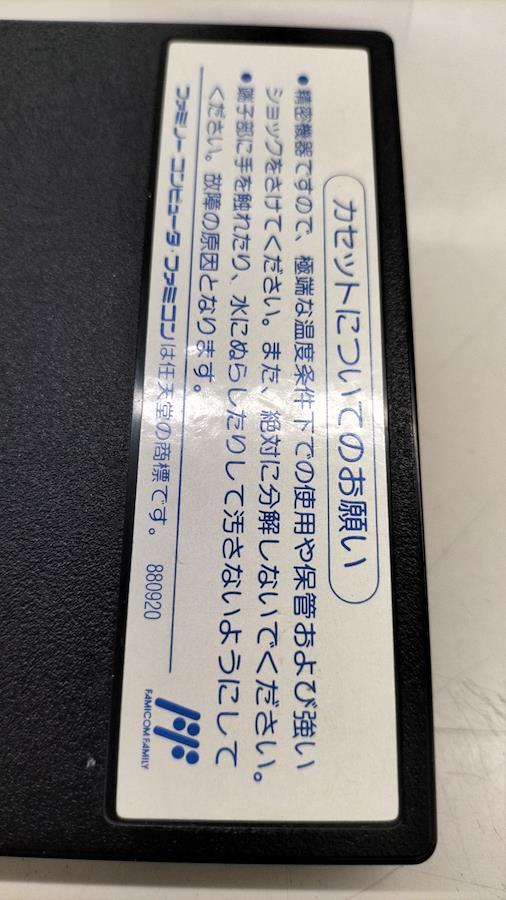 カセットについてのお願い
●精密機器ですので、極端な温度条件下での使用や保管および強い
ショックをさけてください。また、絶対に分解しないでください。
●端子部に手を触れたり、水にぬらしたりして汚さないようにして
ください。故障の原因となります。
ファミリーコンピュータ・ファミコンは任天堂の商標です。 880920
FAMICOM FAMILY